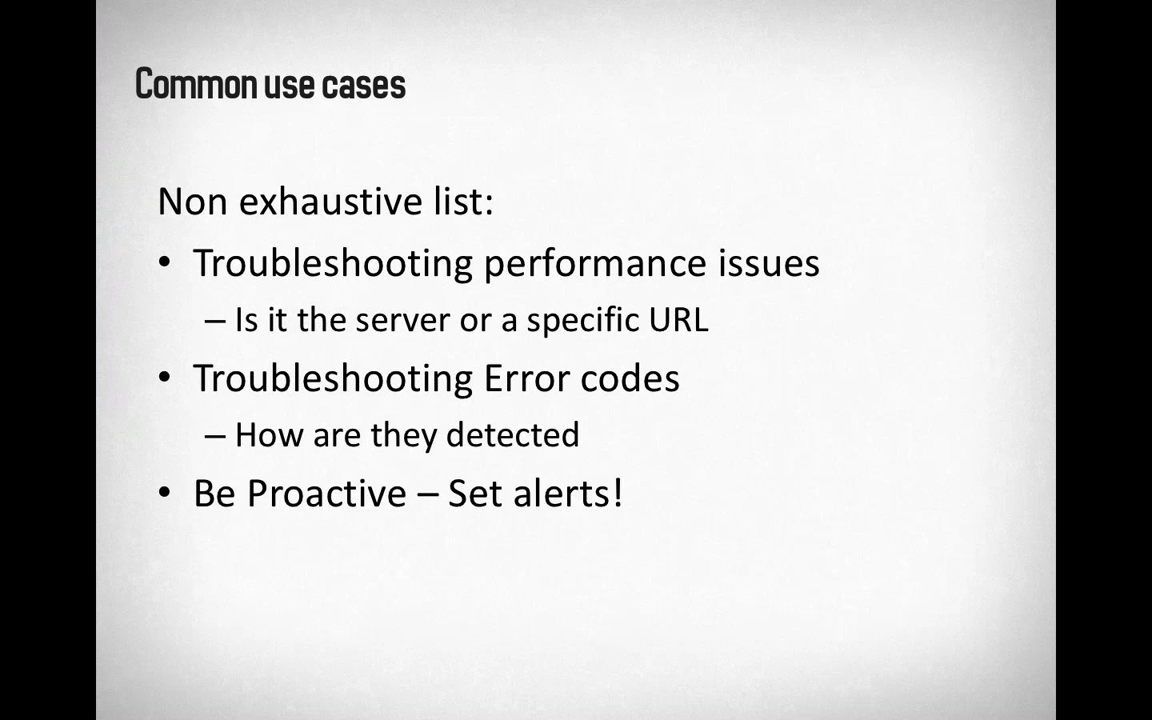 Common use cases
Non exhaustive list:
• Troubleshooting performance issues
– Is it the server or a specific URL
• Troubleshooting Error codes
– How are they detected
• Be Proactive – Set alerts!